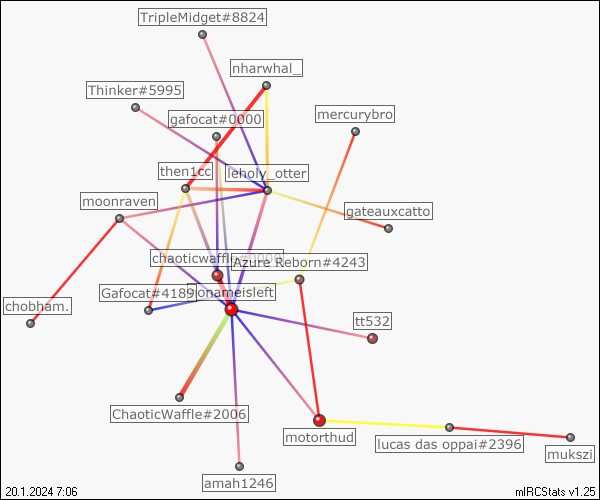 TripleMidget#8824
nharwhal_
Thinker#5995
mercurybro
gafocat#0000
then1cc
leholy_otter
moonraven
gateauxcatto
chaoticwaffle#0000
Azure Reborn#4243
Gafocat#4189
nonameisleft
chobham.
tt532
ChaoticWaffle#2006
motorthud
lucas das oppai#2396
mukszi
amah1246
20.1.2024 7:06
mIRCStats v1.25